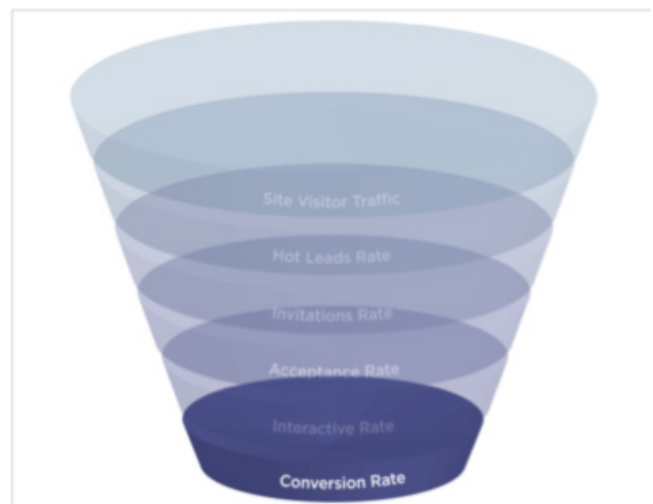 Site Visitor Traffic
Hot Leads Rate
Invitations Rate
Acceptance Rate
Interactive Rate
Conversion Rate